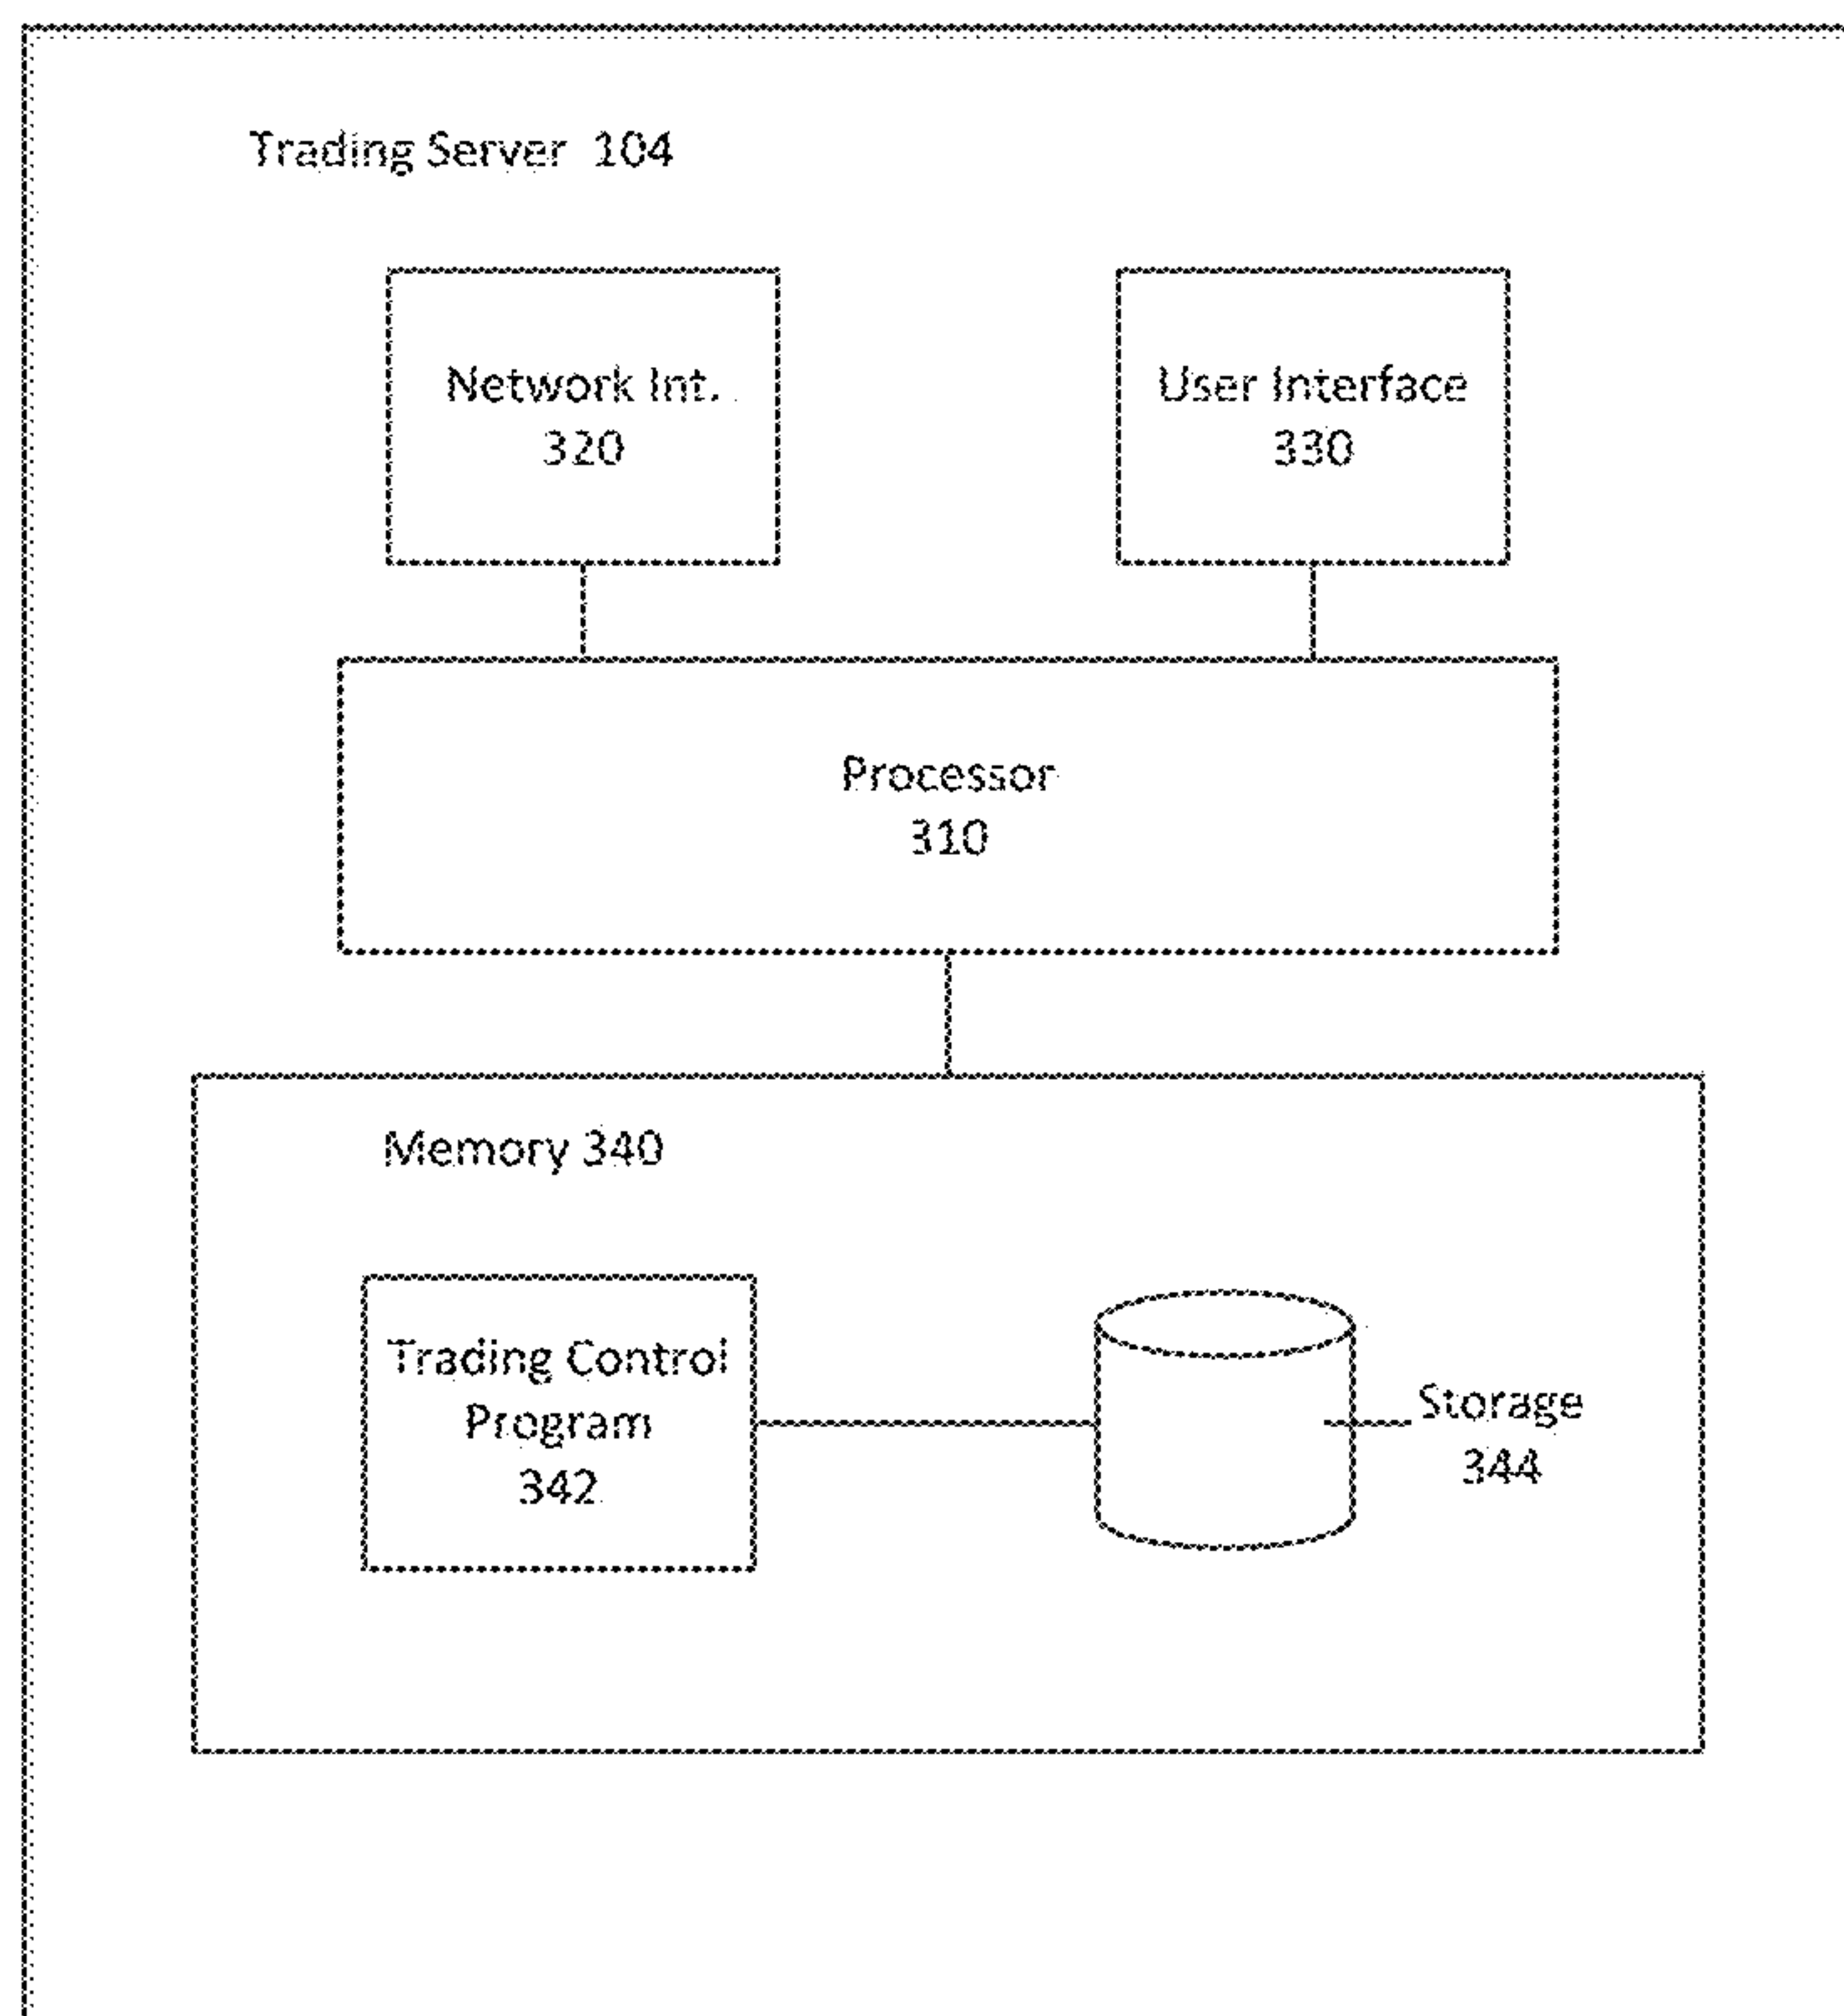 Trading Server 104
Network Int.
320
User Interface
330
Processor
310
Memory 340
Trading Control
Program
342
Storage
344